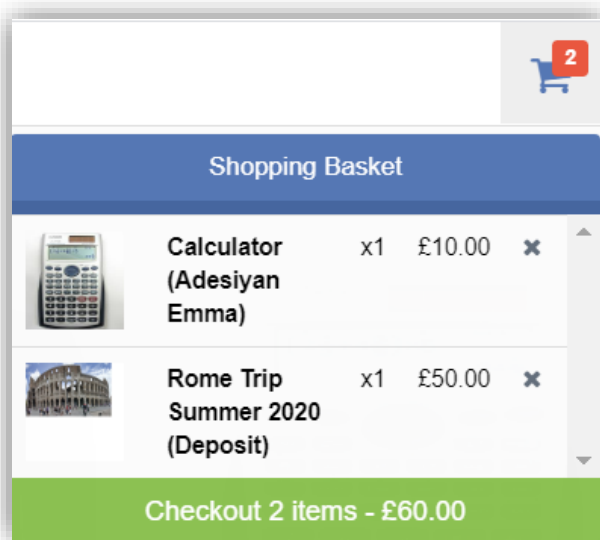 2
Shopping Basket
Calculator x1 £10.00 ✖
(Adesiyan
Emma)
Rome Trip x1 £50.00 ✖
Summer 2020
(Deposit)
Checkout 2 items - £60.00